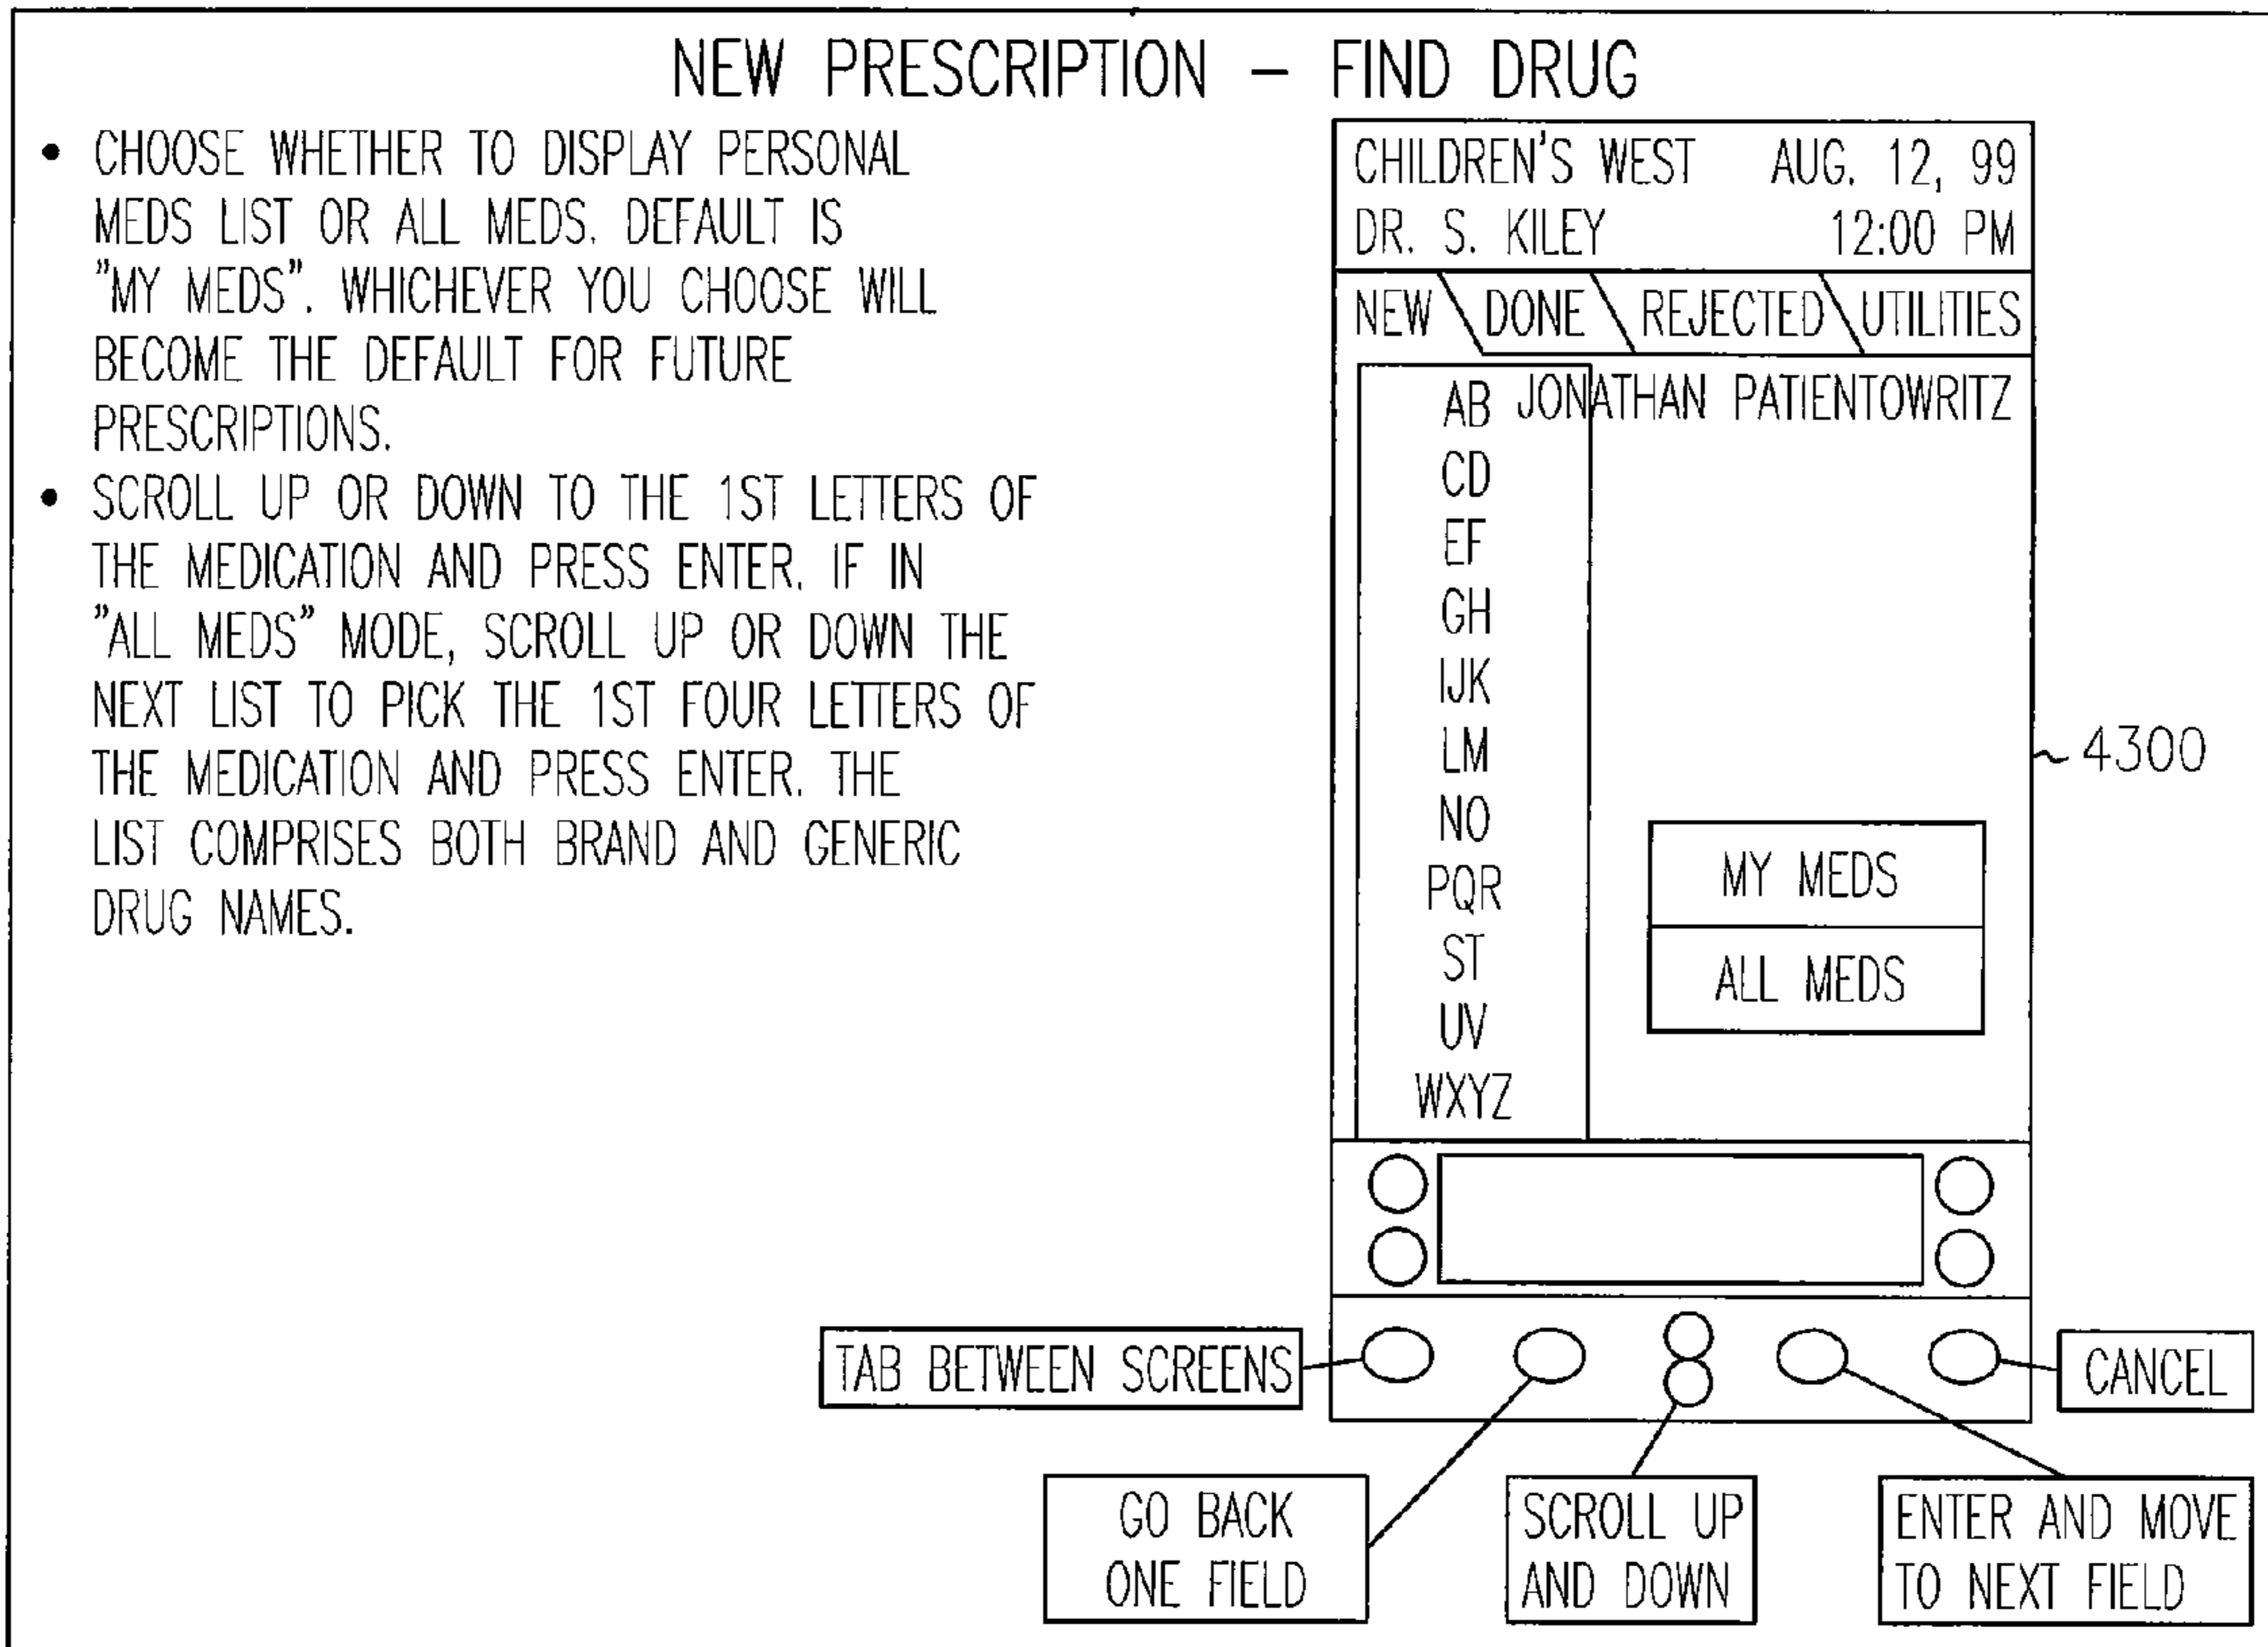 NEW PRESCRIPTION – FIND DRUG
• CHOOSE WHETHER TO DISPLAY PERSONAL
MEDS LIST OR ALL MEDS. DEFAULT IS
"MY MEDS". WHICHEVER YOU CHOOSE WILL
BECOME THE DEFAULT FOR FUTURE
PRESCRIPTIONS.
• SCROLL UP OR DOWN TO THE 1ST LETTERS OF
THE MEDICATION AND PRESS ENTER. IF IN
"ALL MEDS" MODE, SCROLL UP OR DOWN THE
NEXT LIST TO PICK THE 1ST FOUR LETTERS OF
THE MEDICATION AND PRESS ENTER. THE
LIST COMPRISES BOTH BRAND AND GENERIC
DRUG NAMES.
CHILDREN'S WEST AUG. 12, 99
DR. S. KILEY 12:00 PM
NEW DONE REJECTED UTILITIES
AB JONATHAN PATIENTOWRITZ
CD
EF
GH
IJK
LM
NO
PQR
ST
UV
WXYZ
MY MEDS
ALL MEDS
4300
TAB BETWEEN SCREENS
CANCEL
GO BACK
ONE FIELD
SCROLL UP
AND DOWN
ENTER AND MOVE
TO NEXT FIELD